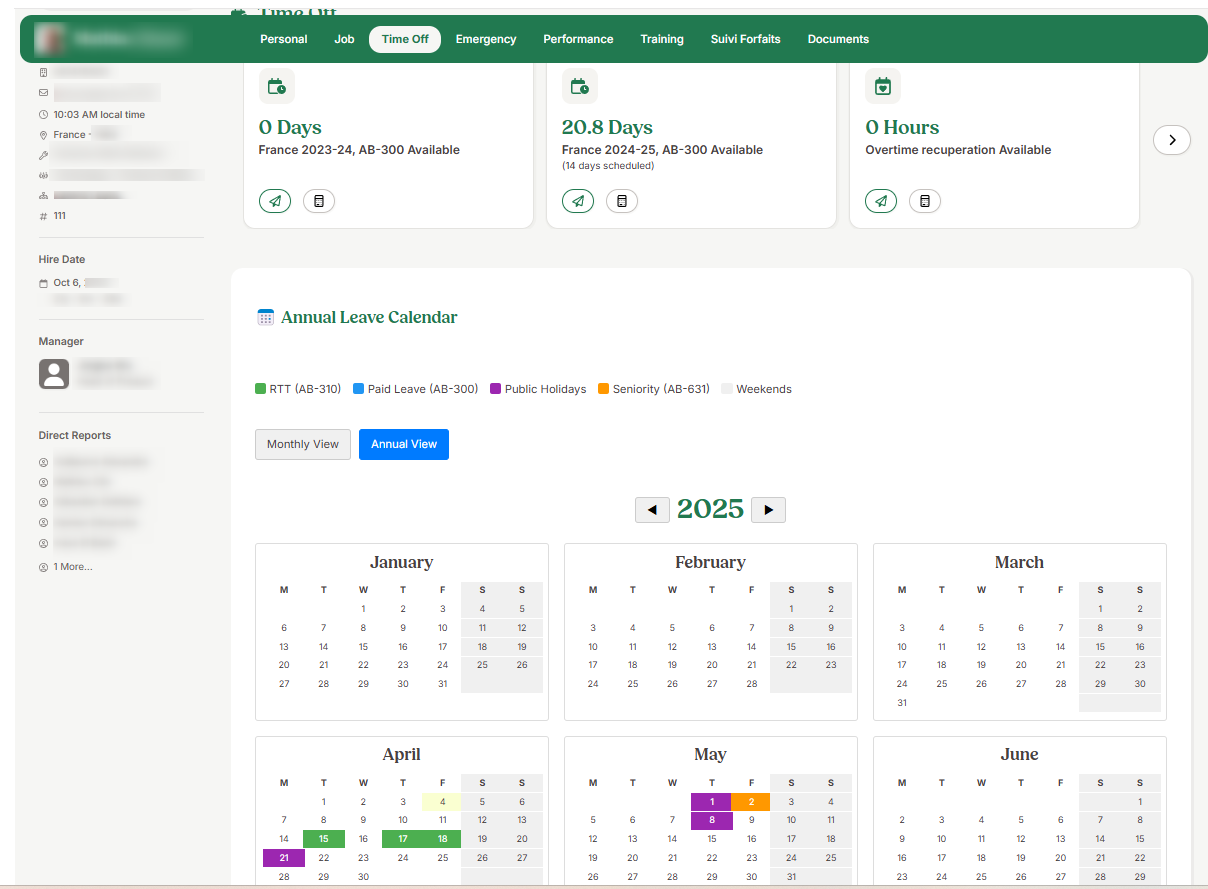 Time Off
Personal Job Time Off Emergency Performance Training Suivi Forfaits Documents
10:03 AM local time
France -
# 111
Hire Date
Oct 6,
Manager
Direct Reports
1 More...
0 Days
France 2023-24, AB-300 Available
20.8 Days
France 2024-25, AB-300 Available
(14 days scheduled)
0 Hours
Overtime recuperation Available
Annual Leave Calendar
RTT (AB-310) Paid Leave (AB-300) Public Holidays Seniority (AB-631) Weekends
Monthly View Annual View
◀ 2025 ▶
January
M T W T F S S
1 2 3 4 5
6 7 8 9 10 11 12
13 14 15 16 17 18 19
20 21 22 23 24 25 26
27 28 29 30 31
February
M T W T F S S
1 2
3 4 5 6 7 8 9
10 11 12 13 14 15 16
17 18 19 20 21 22 23
24 25 26 27 28
March
M T W T F S S
1 2
3 4 5 6 7 8 9
10 11 12 13 14 15 16
17 18 19 20 21 22 23
24 25 26 27 28 29 30
31
April
M T W T F S S
1 2 3 4 5 6
7 8 9 10 11 12 13
14 15 16 17 18 19 20
21 22 23 24 25 26 27
28 29 30
May
M T W T F S S
1 2 3 4
5 6 7 8 9 10 11
12 13 14 15 16 17 18
19 20 21 22 23 24 25
26 27 28 29 30 31
June
M T W T F S S
1
2 3 4 5 6 7 8
9 10 11 12 13 14 15
16 17 18 19 20 21 22
23 24 25 26 27 28 29